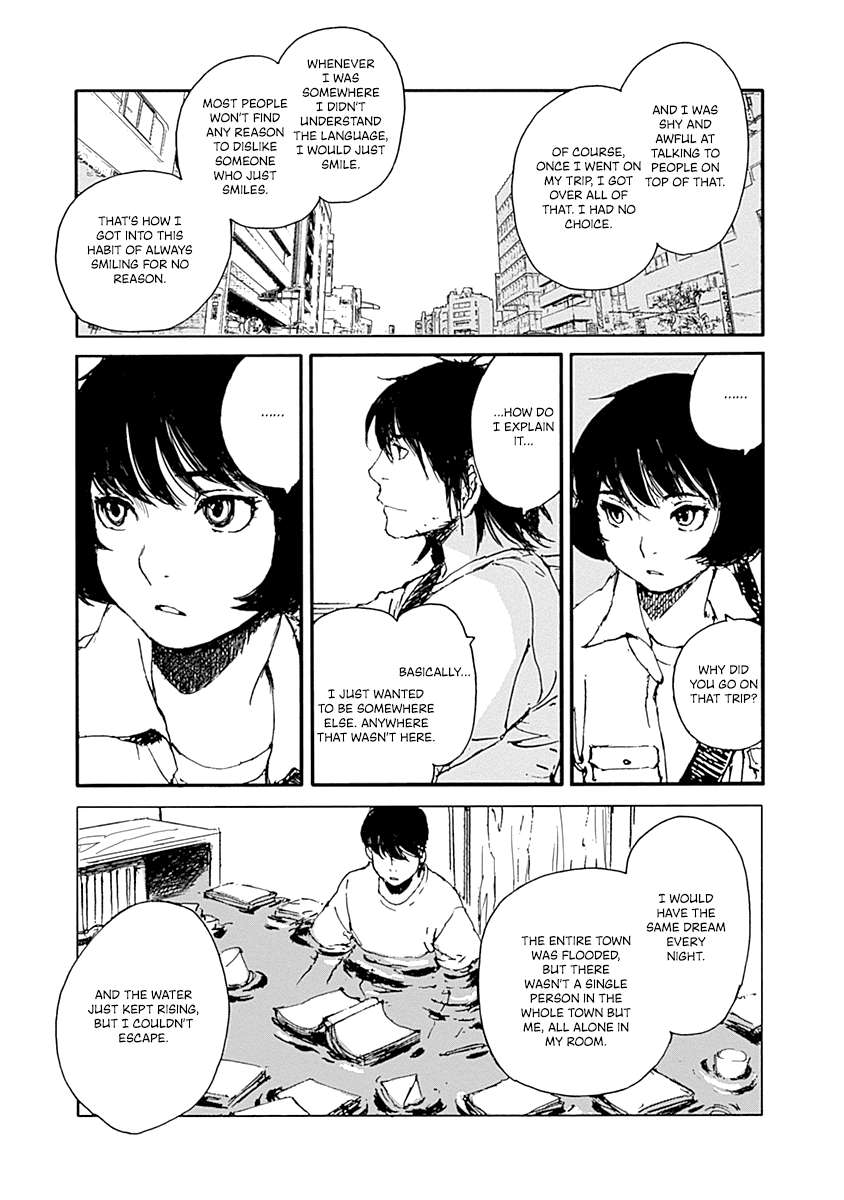 AND I WAS
SHY AND
AWFUL AT
TALKING TO
PEOPLE ON
TOP OF THAT.
OF COURSE,
ONCE I WENT ON
MY TRIP, I GOT
OVER ALL OF
THAT. I HAD NO
CHOICE.
WHENEVER
I WAS
SOMEWHERE
I DIDN'T
UNDERSTAND
THE LANGUAGE,
I WOULD JUST
SMILE.
MOST PEOPLE
WON'T FIND
ANY REASON
TO DISLIKE
SOMEONE
WHO JUST
SMILES.
THAT'S HOW I
GOT INTO THIS
HABIT OF ALWAYS
SMILING FOR NO
REASON.
......
WHY DID
YOU GO ON
THAT TRIP?
...HOW DO
I EXPLAIN
IT...
BASICALLY...
I JUST WANTED
TO BE SOMEWHERE
ELSE. ANYWHERE
THAT WASN'T HERE.
......
I WOULD
HAVE THE
SAME DREAM
EVERY
NIGHT.
THE ENTIRE TOWN
WAS FLOODED,
BUT THERE
WASN'T A SINGLE
PERSON IN THE
WHOLE TOWN BUT
ME, ALL ALONE IN
MY ROOM.
AND THE WATER
JUST KEPT RISING,
BUT I COULDN'T
ESCAPE.